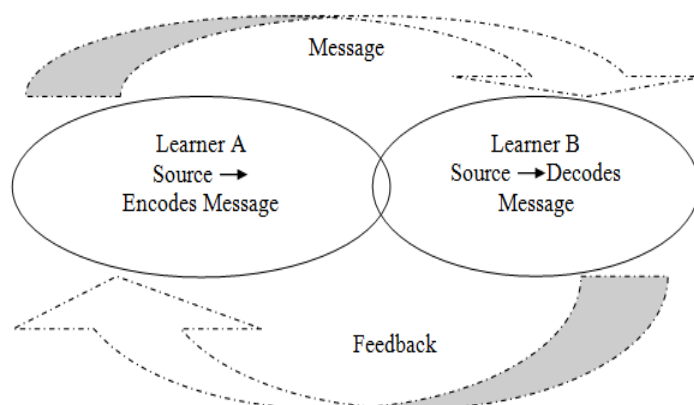 Message
Learner A
Source →
Encodes Message
Learner B
Source →Decodes
Message
Feedback